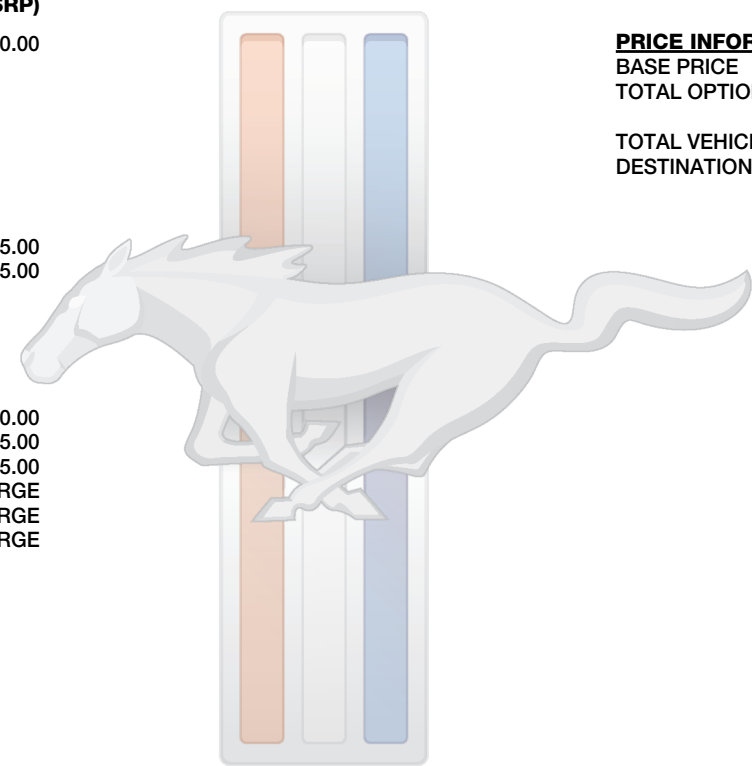 SRP)
0.00
5.00
5.00
0.00
5.00
5.00
RGE
RGE
RGE
PRICE INFOR
BASE PRICE
TOTAL OPTIO
TOTAL VEHIC
DESTINATION